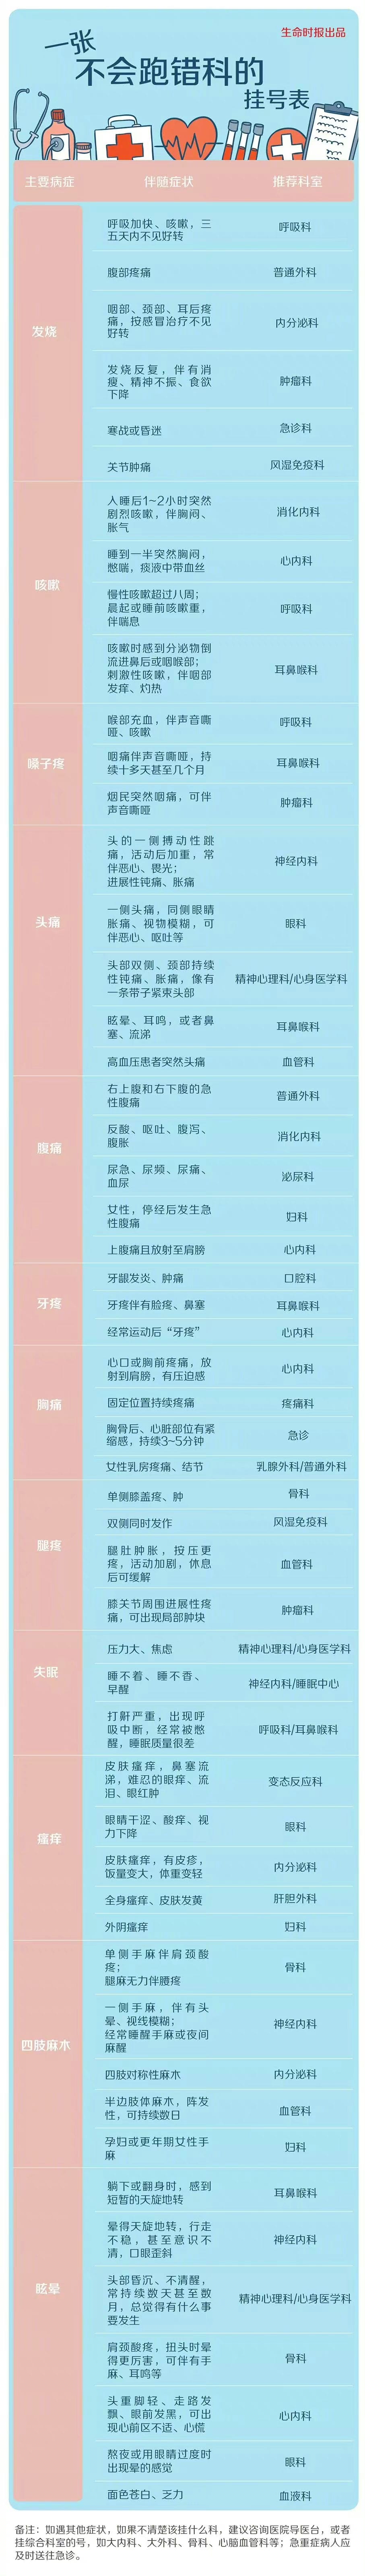 生命时报出品
一张
不会跑错科的
挂号表
主要病症 伴随症状 推荐科室
发烧
呼吸加快、咳嗽，三
五天内不见好转
呼吸科
腹部疼痛
普通外科
咽部、颈部、耳后疼
痛，按感冒治疗不见
好转
内分泌科
发烧反复，伴有消
瘦、精神不振、食欲
下降
肿瘤科
寒战或昏迷
急诊科
关节肿痛
风湿免疫科
咳嗽
入睡后1~2小时突然
剧烈咳嗽，伴胸闷、
胀气
消化内科
睡到一半突然胸闷，
憋喘，痰液中带血丝
心内科
慢性咳嗽超过八周；
晨起或睡前咳嗽重，
伴喘息
呼吸科
咳嗽时感到分泌物倒
流进鼻后或咽喉部；
刺激性咳嗽，伴咽部
发痒、灼热
耳鼻喉科
嗓子疼
喉部充血，伴声音嘶
哑、咳嗽
呼吸科
咽痛伴声音嘶哑，持
续十多天甚至几个月
耳鼻喉科
烟民突然咽痛，可伴
声音嘶哑
肿瘤科
头痛
头的一侧搏动性跳
痛，活动后加重，常
伴恶心、畏光；
进展性钝痛、胀痛
神经内科
一侧头痛，同侧眼睛
胀痛、视物模糊，可
伴恶心、呕吐等
眼科
头部双侧、颈部持续
性钝痛、胀痛，像有
一条带子紧束头部
精神心理科/心身医学科
眩晕、耳鸣，或者鼻
塞、流涕
耳鼻喉科
高血压患者突然头痛
血管科
腹痛
右上腹和右下腹的急
性腹痛
普通外科
反酸、呕吐、腹泻、
腹胀
消化内科
尿急、尿频、尿痛、
血尿
泌尿科
女性，停经后发生急
性腹痛
妇科
上腹痛且放射至肩膀
心内科
牙疼
牙龈发炎、肿痛
口腔科
牙疼伴有脸疼、鼻塞
耳鼻喉科
经常运动后“牙疼”
心内科
胸痛
心口或胸前疼痛，放
射到肩膀，有压迫感
心内科
固定位置持续疼痛
疼痛科
胸骨后、心脏部位有紧
缩感，持续3~5分钟
急诊
女性乳房疼痛、结节
乳腺外科/普通外科
腿疼
单侧膝盖疼、肿
骨科
双侧同时发作
风湿免疫科
腿肚肿胀，按压更
疼，活动加剧，休息
后可缓解
血管科
膝关节周围进展性疼
痛，可出现局部肿块
肿瘤科
失眠
压力大、焦虑
精神心理科/心身医学科
睡不着、睡不香、
早醒
神经内科/睡眠中心
打鼾严重，出现呼
吸中断，经常被憋
醒，睡眠质量很差
呼吸科/耳鼻喉科
瘙痒
皮肤瘙痒，鼻塞流
涕，难忍的眼痒、流
泪、眼红肿
变态反应科
眼睛干涩、酸痒、视
力下降
眼科
皮肤瘙痒，有皮疹，
饭量变大，体重变轻
内分泌科
全身瘙痒、皮肤发黄
肝胆外科
外阴瘙痒
妇科
四肢麻木
单侧手麻伴肩颈酸
疼；
腿麻无力伴腰疼
骨科
一侧手麻，伴有头
晕、视线模糊；
经常睡醒手麻或夜间
麻醒
神经内科
四肢对称性麻木
内分泌科
半边肢体麻木，阵发
性，可持续数日
血管科
孕妇或更年期女性手
麻
妇科
眩晕
躺下或翻身时，感到
短暂的天旋地转
耳鼻喉科
晕得天旋地转，行走
不稳，甚至意识不
清，口眼歪斜
神经内科
头部昏沉、不清醒，
常持续数天甚至数
月，总觉得有什么事
要发生
精神心理科/心身医学科
肩颈酸疼，扭头时晕
得更厉害，可伴有手
麻、耳鸣等
骨科
头重脚轻、走路发
飘、眼前发黑，可出
现心前区不适、心慌
心内科
熬夜或用眼睛过度时
出现晕的感觉
眼科
面色苍白、乏力
血液科
备注：如遇其他症状，如果不清楚该挂什么科，建议咨询医院导医台，或者
挂综合科室的号，如大内科、大外科、骨科、心脑血管科等；急重症病人应
及时送往急诊。